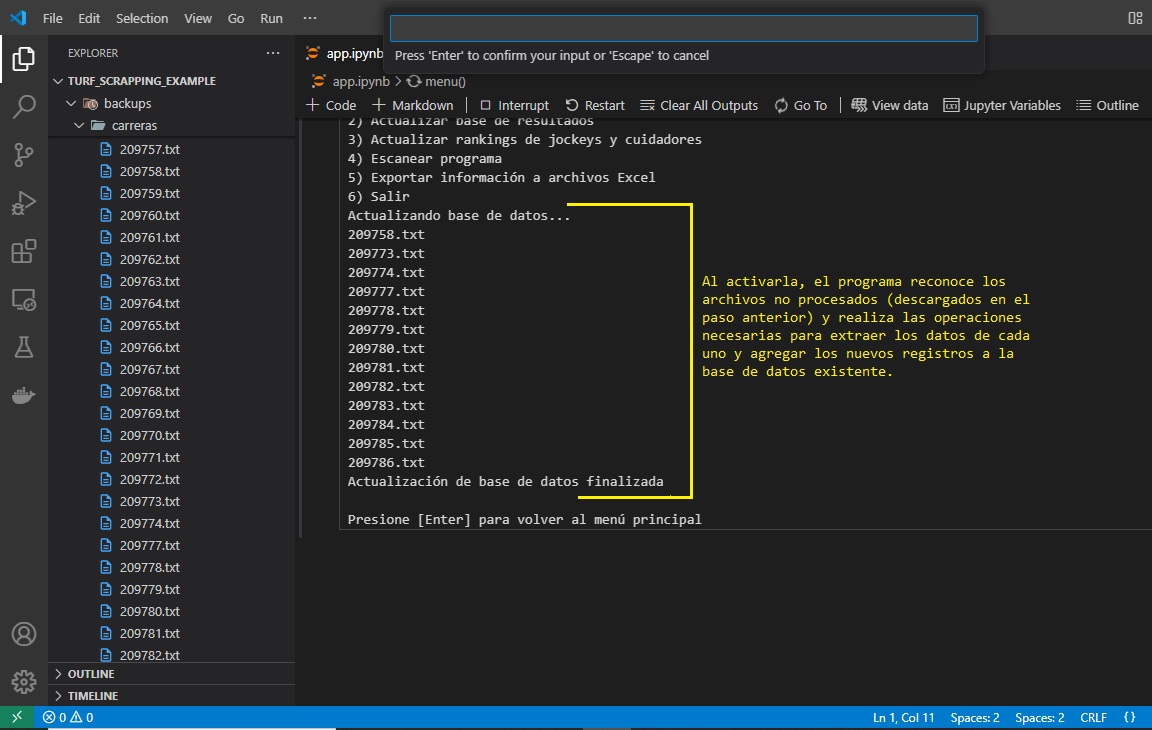 File Edit Selection View Go Run ···
Press 'Enter' to confirm your input or 'Escape' to cancel
EXPLORER ···
TURF_SCRAPPING_EXAMPLE
backups
carreras
209757.txt
209758.txt
209759.txt
209760.txt
209761.txt
209762.txt
209763.txt
209764.txt
209765.txt
209766.txt
209767.txt
209768.txt
209769.txt
209770.txt
209771.txt
209772.txt
209773.txt
209774.txt
209777.txt
209778.txt
209779.txt
209780.txt
209781.txt
209782.txt
OUTLINE
TIMELINE
app.ipynb
app.ipynb > menu()
+ Code + Markdown Interrupt Restart Clear All Outputs Go To View data Jupyter Variables Outline
2) Actualizar base de resultados
3) Actualizar rankings de jockeys y cuidadores
4) Escanear programa
5) Exportar información a archivos Excel
6) Salir
Actualizando base de datos...
209758.txt
209773.txt
209774.txt
209777.txt
209778.txt
209779.txt
209780.txt
209781.txt
209782.txt
209783.txt
209784.txt
209785.txt
209786.txt
Actualización de base de datos finalizada
Presione [Enter] para volver al menú principal
Al activarla, el programa reconoce los
archivos no procesados (descargados en el
paso anterior) y realiza las operaciones
necesarias para extraer los datos de cada
uno y agregar los nuevos registros a la
base de datos existente.
0 0 Ln 1, Col 11 Spaces: 2 Spaces: 2 CRLF {}